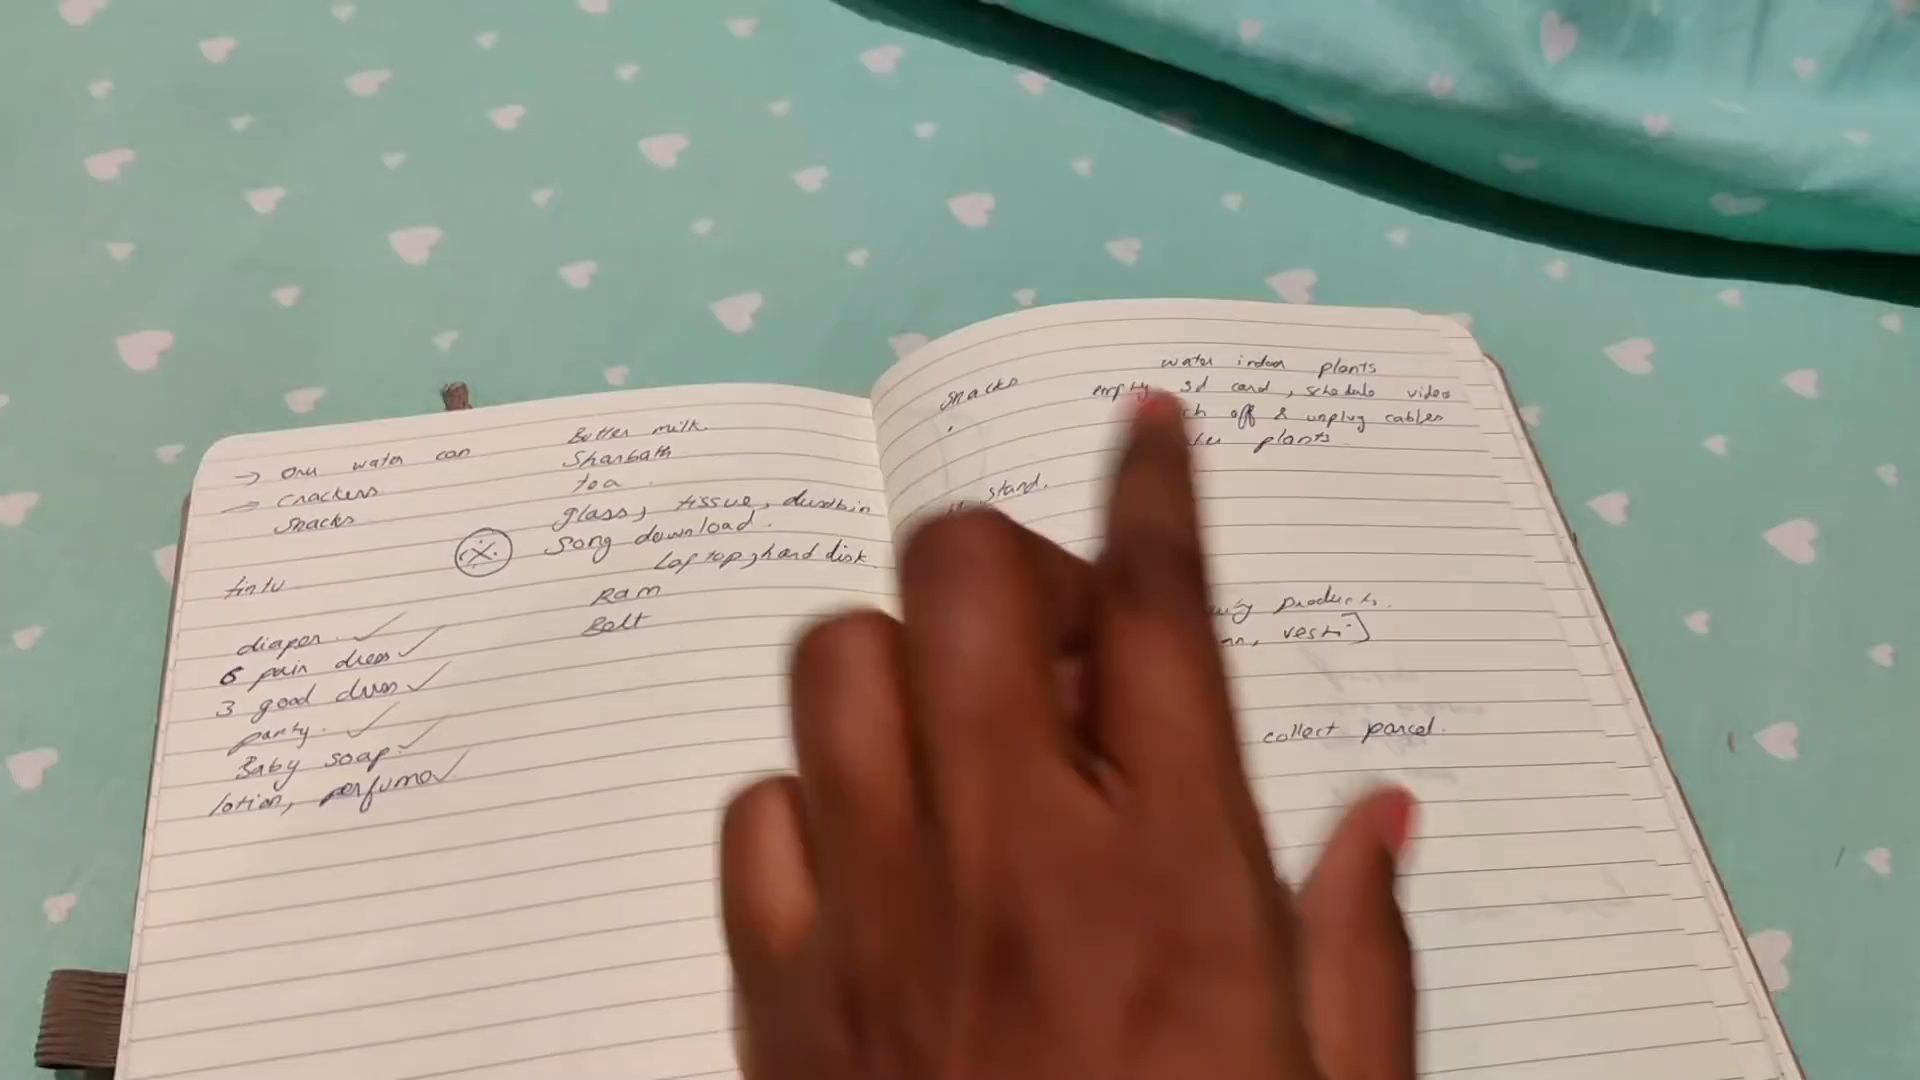 → one water can
→ crackers
snacks
tintu
diaper. ✓
6 pair dress ✓
3 good dress ✓
panty. ✓
Baby soap. ✓
lotion, perfume ✓
Butter milk.
Sharbath
tea
glass, tissue, dustbin
song download.
Laptop, hard disk
Ram
Belt
snacks
stand.
water indoor plants
empty sd card, schedule video
off & unplug cables
plants
products.
vesti]
collect parcel.